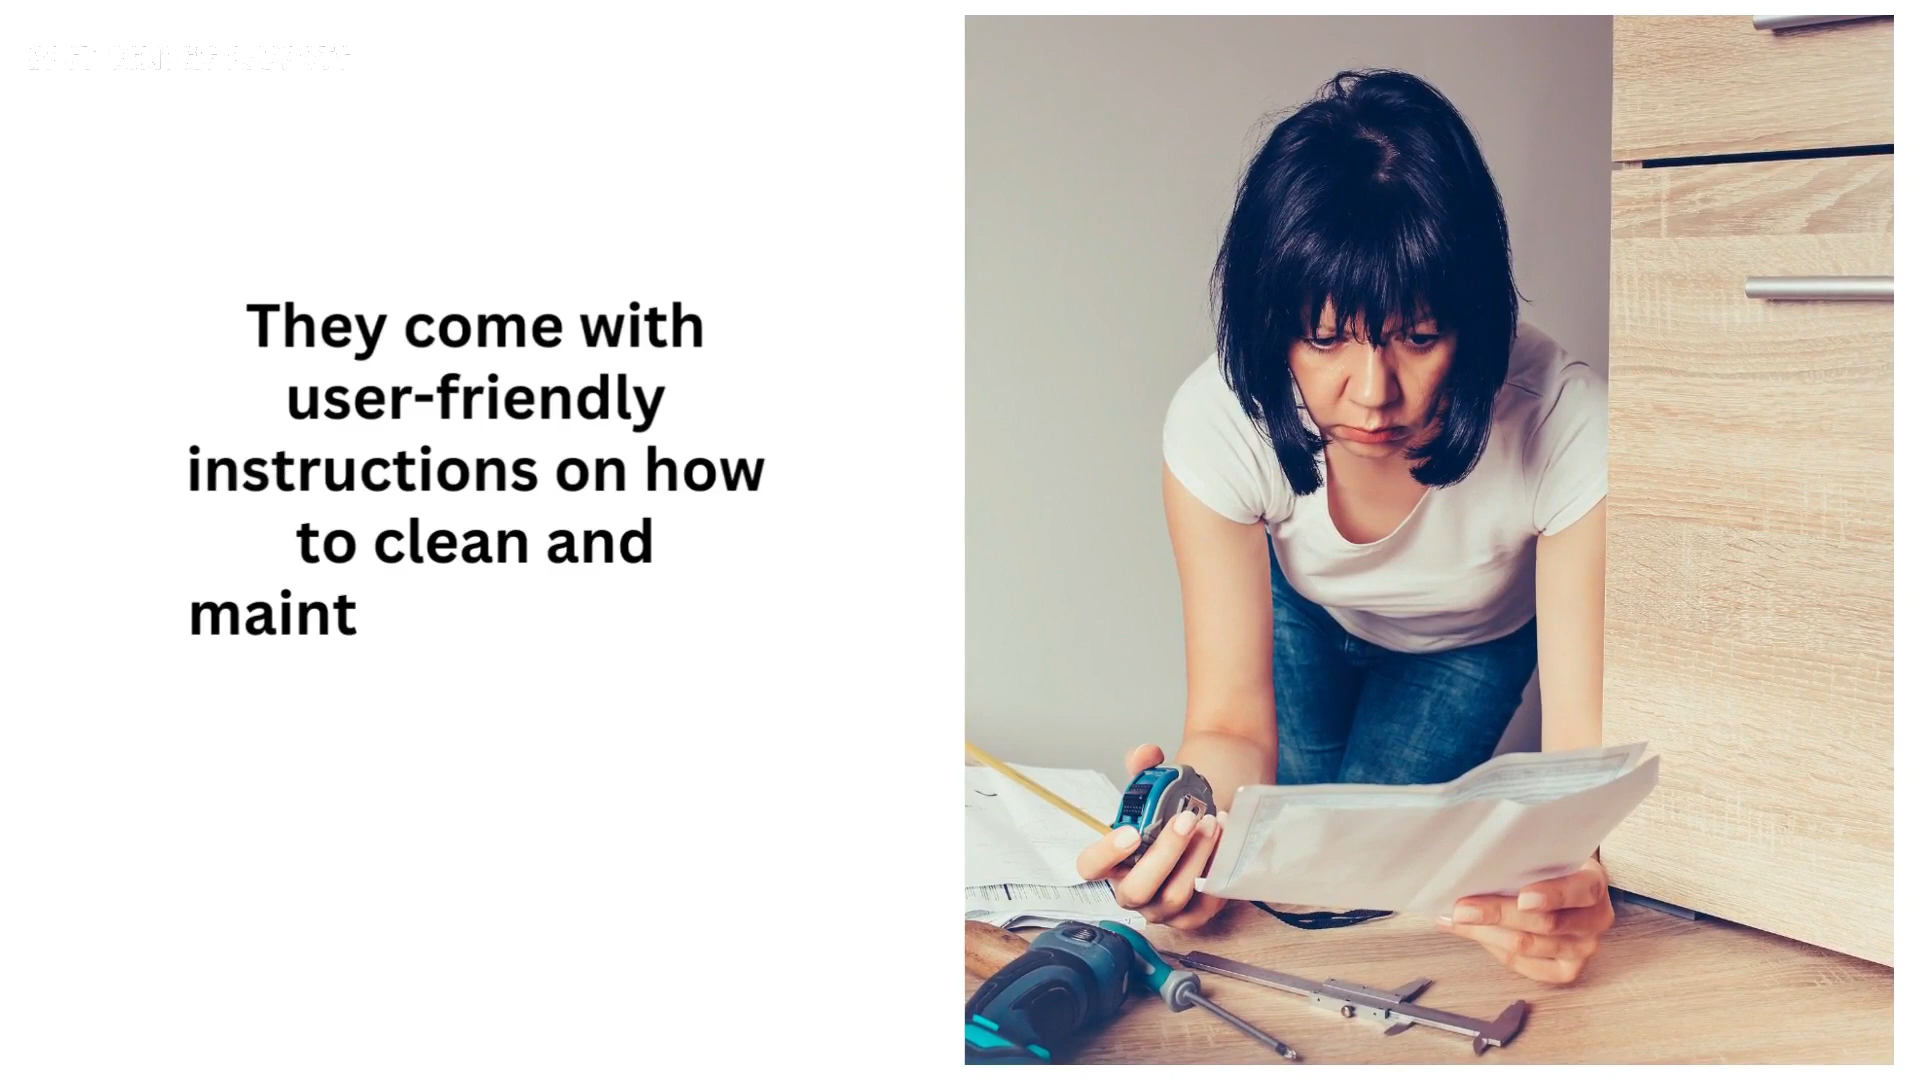 They come with
user-friendly
instructions on how
to clean and
maint